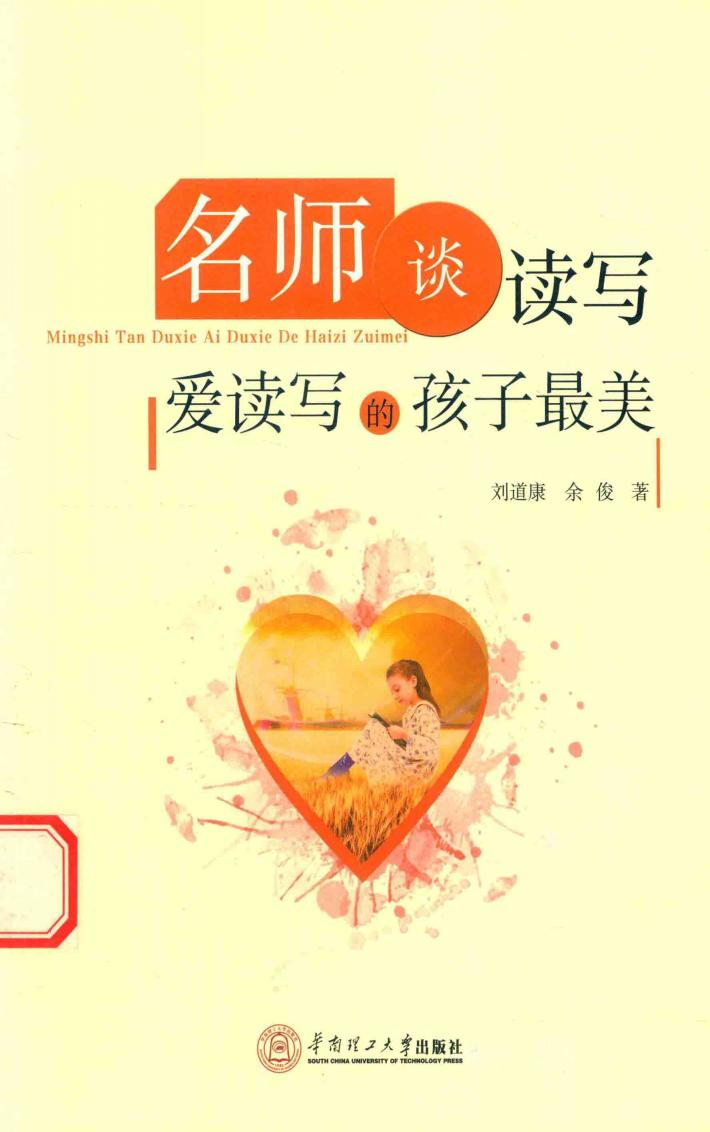 名师谈读写
Mingshi Tan Duxie Ai Duxie De Haizi Zuimei
爱读写的孩子最美
刘道康 余俊 著
华南理工大学出版社
SOUTH CHINA UNIVERSITY OF TECHNOLOGY PRESS